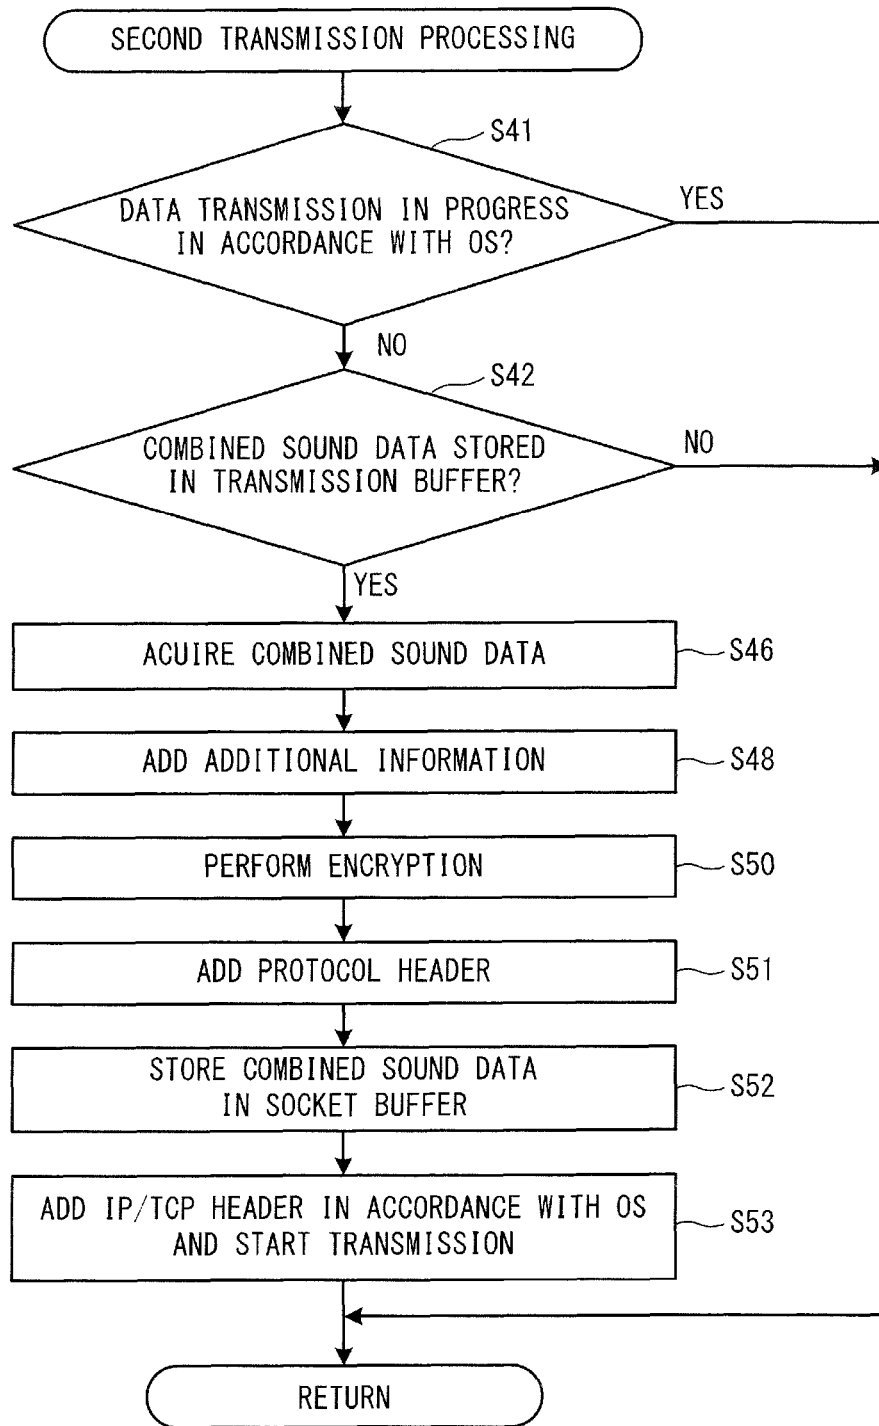 SECOND TRANSMISSION PROCESSING
S41
DATA TRANSMISSION IN PROGRESS
IN ACCORDANCE WITH OS?
YES
NO
S42
COMBINED SOUND DATA STORED
IN TRANSMISSION BUFFER?
NO
YES
ACUIRE COMBINED SOUND DATA
S46
ADD ADDITIONAL INFORMATION
S48
PERFORM ENCRYPTION
S50
ADD PROTOCOL HEADER
S51
STORE COMBINED SOUND DATA
IN SOCKET BUFFER
S52
ADD IP/TCP HEADER IN ACCORDANCE WITH OS
AND START TRANSMISSION
S53
RETURN